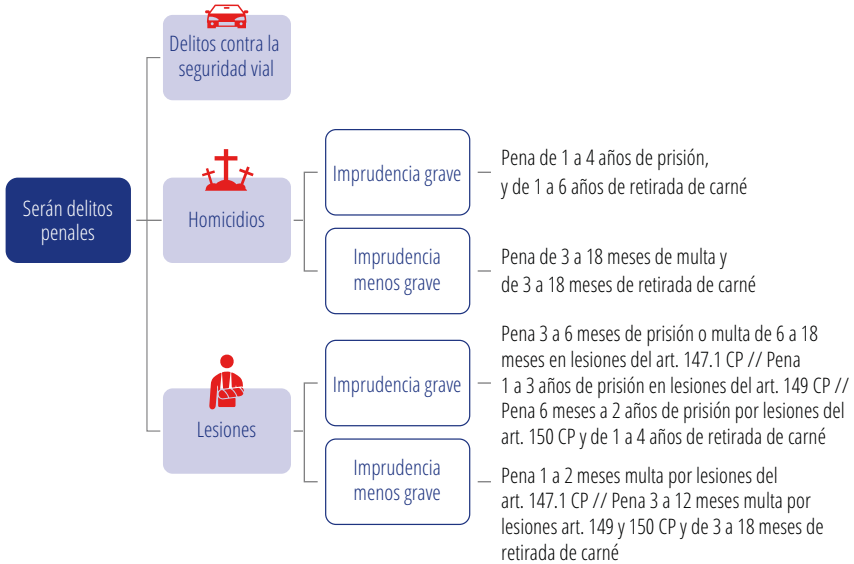 Serán delitos
penales
Delitos contra la
seguridad vial
Homicidios
Imprudencia grave
Pena de 1 a 4 años de prisión,
y de 1 a 6 años de retirada de carné
Imprudencia
menos grave
Pena de 3 a 18 meses de multa y
de 3 a 18 meses de retirada de carné
Lesiones
Imprudencia grave
Pena 3 a 6 meses de prisión o multa de 6 a 18
meses en lesiones del art. 147.1 CP // Pena
1 a 3 años de prisión en lesiones del art. 149 CP //
Pena 6 meses a 2 años de prisión por lesiones del
art. 150 CP y de 1 a 4 años de retirada de carné
Imprudencia
menos grave
Pena 1 a 2 meses multa por lesiones del
art. 147.1 CP // Pena 3 a 12 meses multa por
lesiones art. 149 y 150 CP y de 3 a 18 meses de
retirada de carné